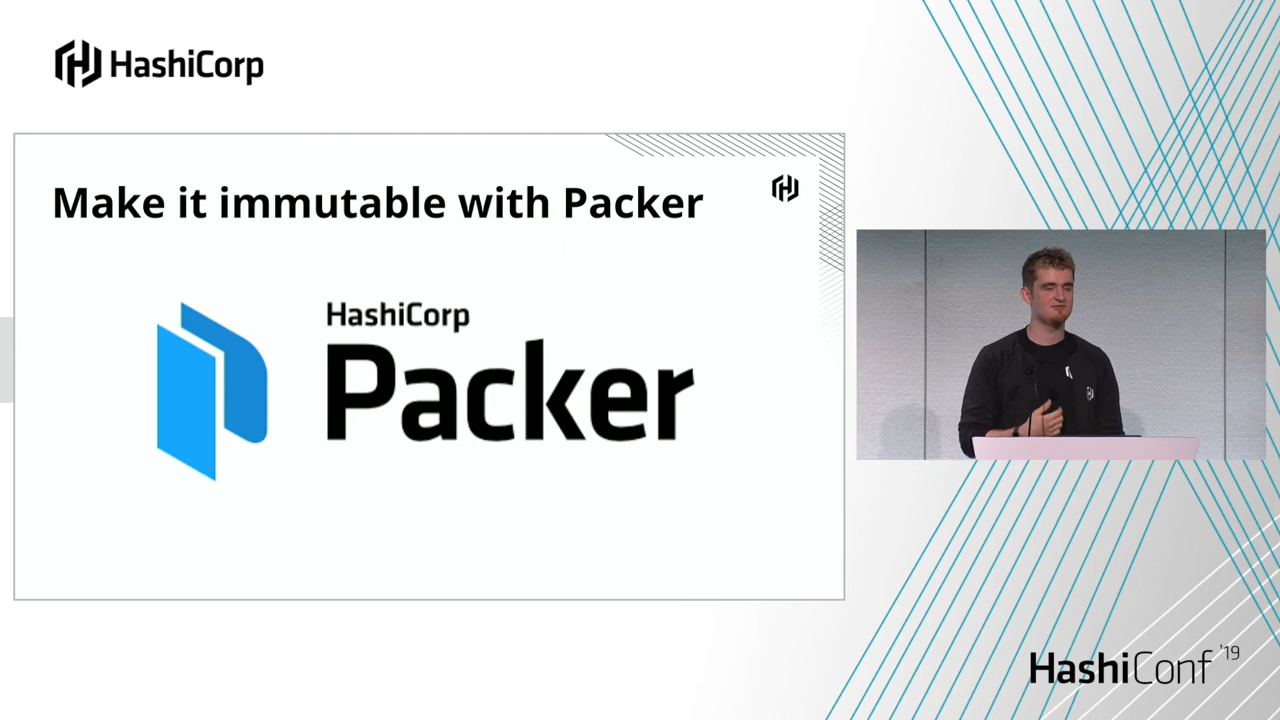 HashiCorp
Make it immutable with Packer
HashiCorp
Packer
HashiConf '19